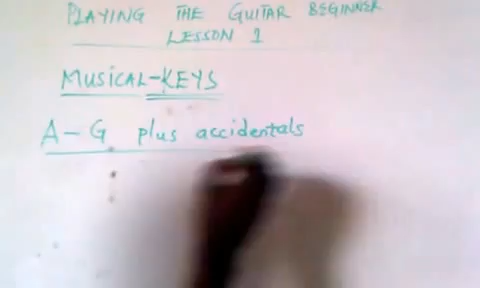 PLAYING THE GUITAR BEGINNER
LESSON 1
MUSICAL-KEYS
A-G plus accidentals